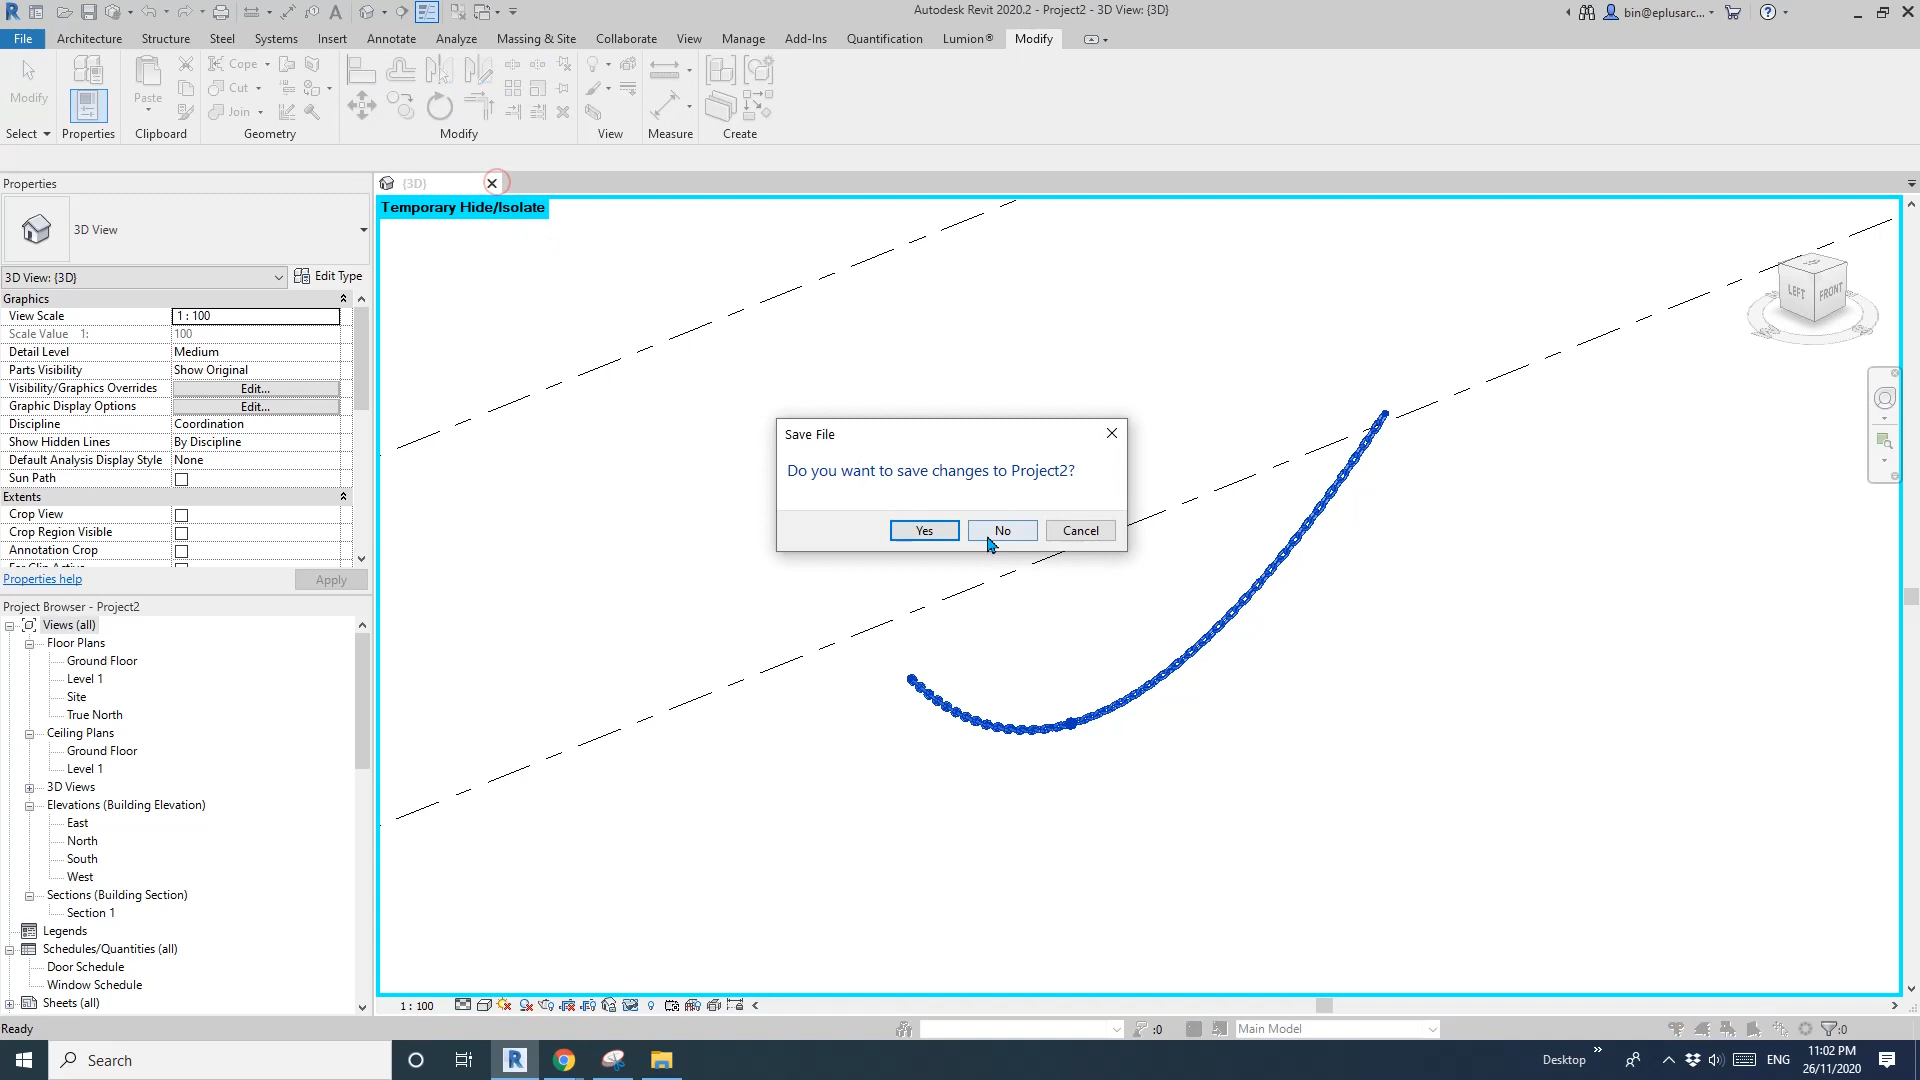 Autodesk Revit 2020.2 - Project2 - 3D View: {3D}
bin@eplusarc...
File Architecture Structure Steel Systems Insert Annotate Analyze Massing & Site Collaborate View Manage Add-Ins Quantification Lumion® Modify
Modify
Paste
Cope
Cut
Join
Select Properties Clipboard Geometry Modify View Measure Create
Properties
{3D}
Temporary Hide/Isolate
3D View
3D View: {3D} Edit Type
Graphics
View Scale 1 : 100
Scale Value 1: 100
Detail Level Medium
Parts Visibility Show Original
Visibility/Graphics Overrides Edit...
Graphic Display Options Edit...
Discipline Coordination
Show Hidden Lines By Discipline
Default Analysis Display Style None
Sun Path
Extents
Crop View
Crop Region Visible
Annotation Crop
Properties help Apply
LEFT FRONT
Save File
Do you want to save changes to Project2?
Yes No Cancel
Project Browser - Project2
Views (all)
Floor Plans
Ground Floor
Level 1
Site
True North
Ceiling Plans
Ground Floor
Level 1
3D Views
Elevations (Building Elevation)
East
North
South
West
Sections (Building Section)
Section 1
Legends
Schedules/Quantities (all)
Door Schedule
Window Schedule
Sheets (all)
1 : 100
Ready
:0
Main Model
:0
Search
Desktop
ENG
11:02 PM
26/11/2020